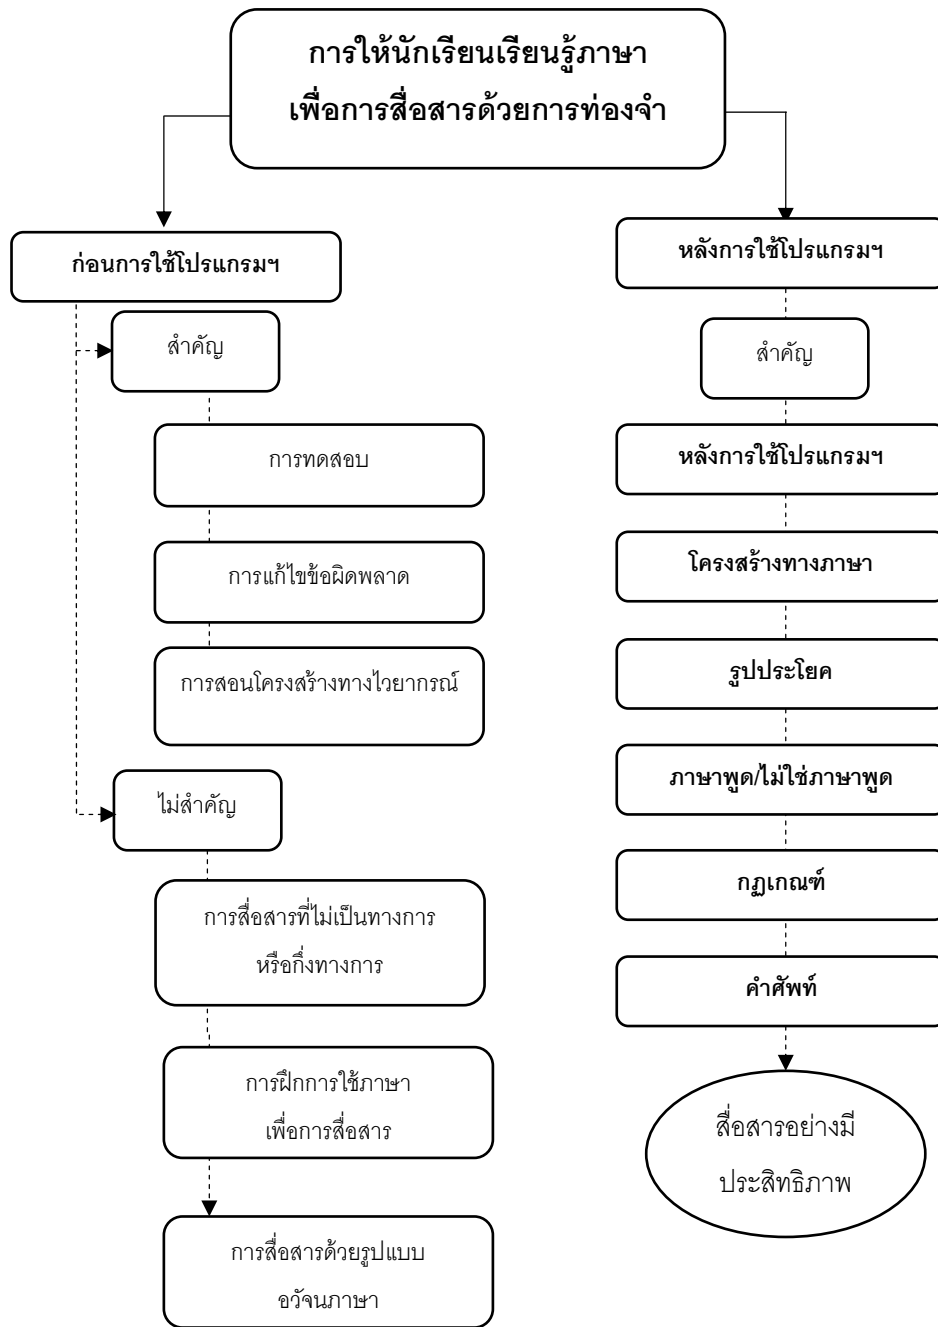 การให้นักเรียนเรียนรู้ภาษา
เพื่อการสื่อสารด้วยการท่องจำ
ก่อนการใช้โปรแกรมฯ
สำคัญ
การทดสอบ
การแก้ไขข้อผิดพลาด
การสอนโครงสร้างทางไวยากรณ์
ไม่สำคัญ
การสื่อสารที่ไม่เป็นทางการ
หรือกึ่งทางการ
การฝึกการใช้ภาษา
เพื่อการสื่อสาร
การสื่อสารด้วยรูปแบบ
อวัจนภาษา
หลังการใช้โปรแกรมฯ
สำคัญ
หลังการใช้โปรแกรมฯ
โครงสร้างทางภาษา
รูปประโยค
ภาษาพูด/ไม่ใช่ภาษาพูด
กฏเกณฑ์
คำศัพท์
สื่อสารอย่างมี
ประสิทธิภาพ